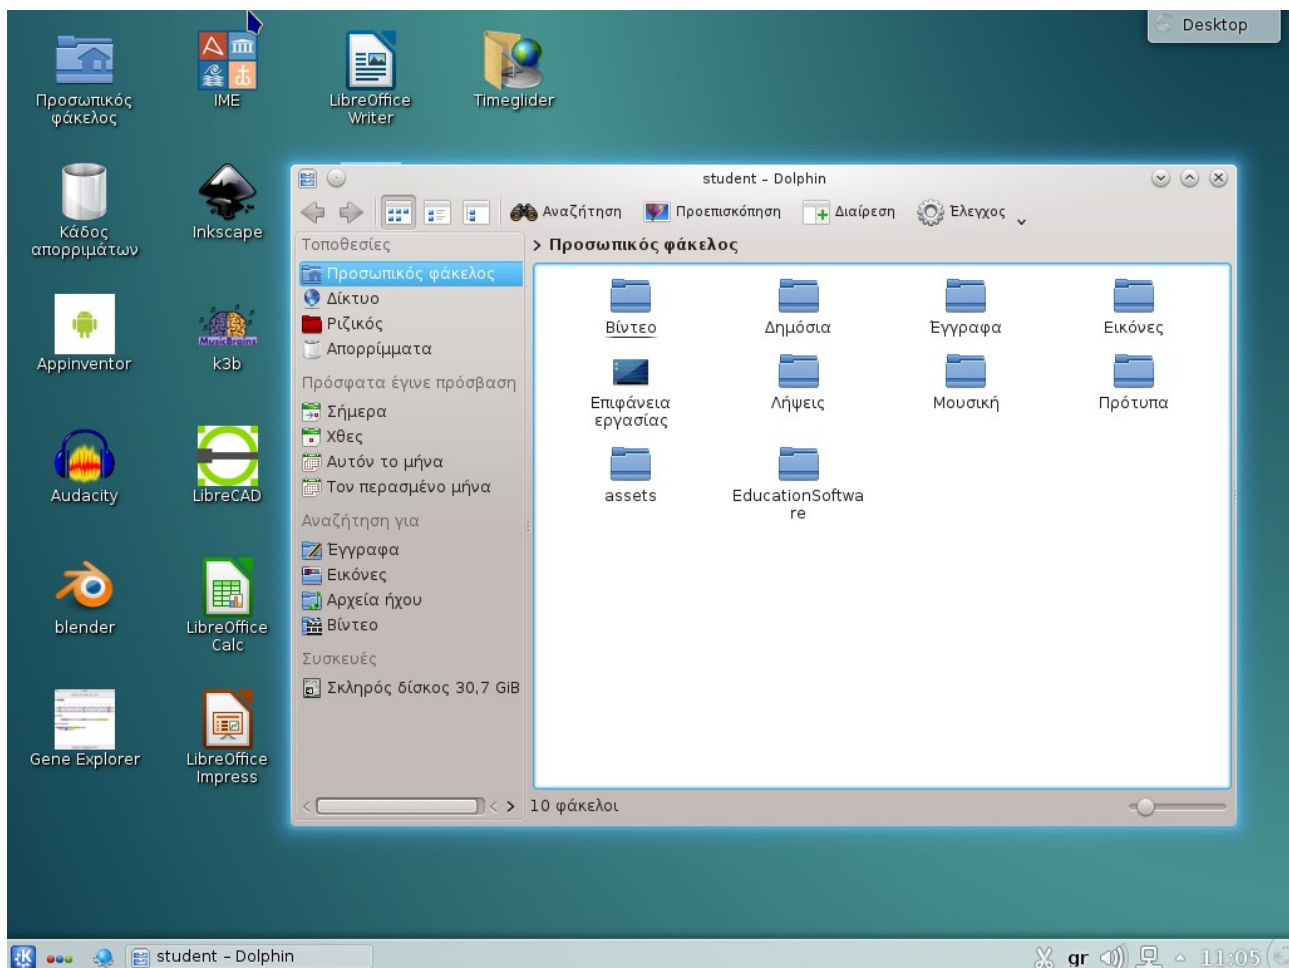 Desktop
Προσωπικός
φάκελος
IME
LibreOffice
Writer
Timeglider
Κάδος
απορριμάτων
Inkscape
Appinventor
MusicBrainz
k3b
Audacity
LibreCAD
blender
LibreOffice
Calc
Gene Explorer
LibreOffice
Impress
student – Dolphin
Αναζήτηση
Προεπισκόπηση
Διαίρεση
Έλεγχος
Τοποθεσίες
> Προσωπικός φάκελος
Προσωπικός φάκελος
Δίκτυο
Ριζικός
Απορρίμματα
Πρόσφατα έγινε πρόσβαση
Σήμερα
Χθες
Αυτόν το μήνα
Τον περασμένο μήνα
Αναζήτηση για
Έγγραφα
Εικόνες
Αρχεία ήχου
Βίντεο
Συσκευές
Σκληρός δίσκος 30,7 GiB
Βίντεο
Δημόσια
Έγγραφα
Εικόνες
Επιφάνεια
εργασίας
Λήψεις
Μουσική
Πρότυπα
assets
EducationSoftwa
re
10 φάκελοι
student – Dolphin
gr
11:05